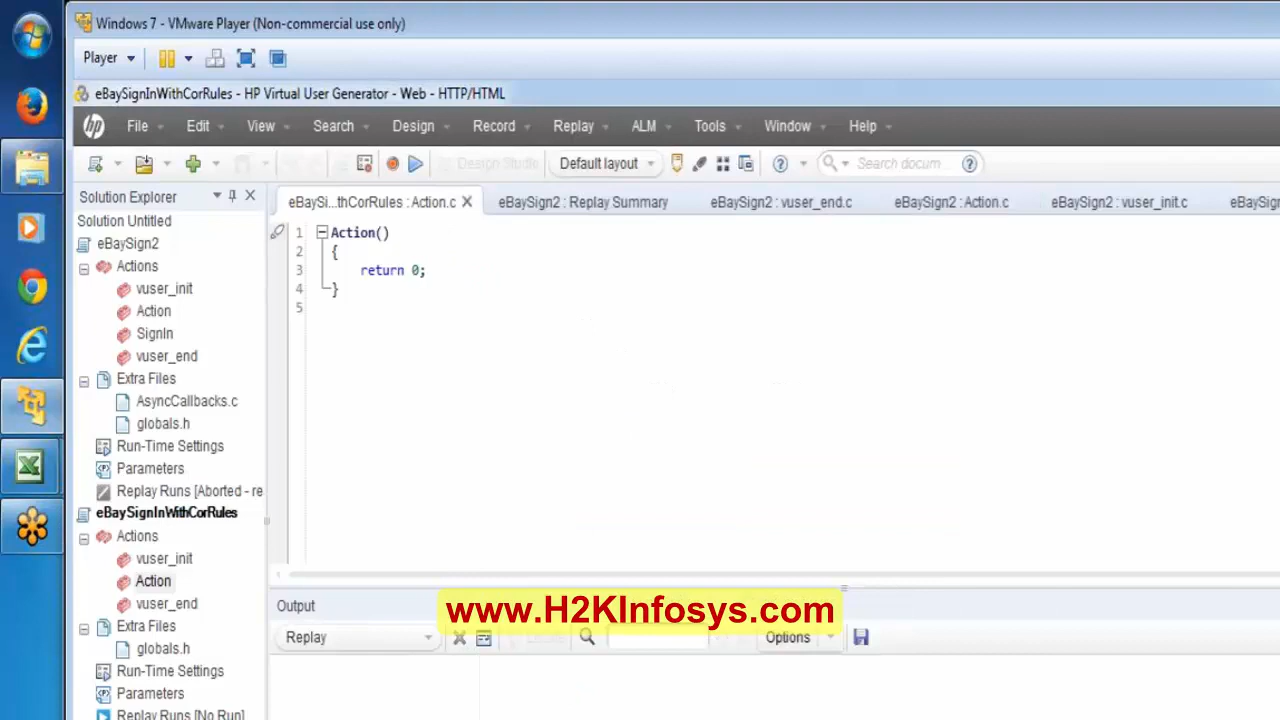 Windows 7 - VMware Player (Non-commercial use only)
Player
eBaySignInWithCorRules - HP Virtual User Generator - Web - HTTP/HTML
hp File Edit View Search Design Record Replay ALM Tools Window Help
Design Studio Default layout Search docum
Solution Explorer
eBaySi...thCorRules : Action.c eBaySign2 : Replay Summary eBaySign2 : vuser_end.c eBaySign2 : Action.c eBaySign2 : vuser_init.c eBaySign
Solution Untitled
eBaySign2
Actions
vuser_init
Action
SignIn
vuser_end
Extra Files
AsyncCallbacks.c
globals.h
Run-Time Settings
Parameters
Replay Runs [Aborted - re
eBaySignInWithCorRules
Actions
vuser_init
Action
vuser_end
Extra Files
globals.h
Run-Time Settings
Parameters
Replay Runs [No Run]
1 Action()
2 {
3 return 0;
4 }
5
Output
www.H2KInfosys.com
Replay Options